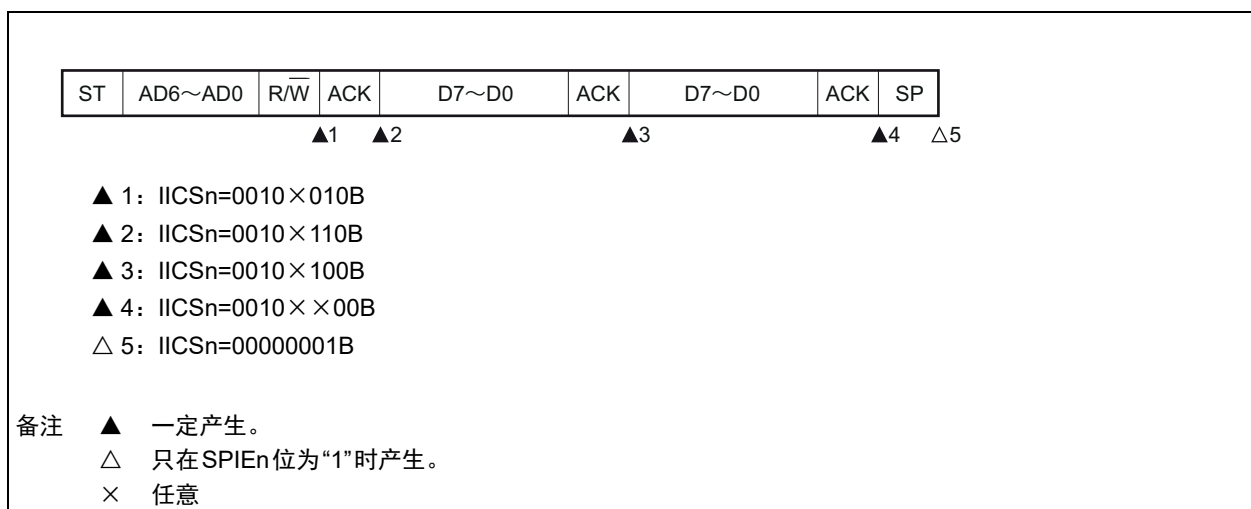 ST AD6～AD0 R/W̅ ACK D7～D0 ACK D7～D0 ACK SP
▲1 ▲2 ▲3 ▲4 △5
▲ 1：IICSn=0010×010B
▲ 2：IICSn=0010×110B
▲ 3：IICSn=0010×100B
▲ 4：IICSn=0010××00B
△ 5：IICSn=00000001B
备注 ▲ 一定产生。
△ 只在SPIEn位为“1”时产生。
× 任意